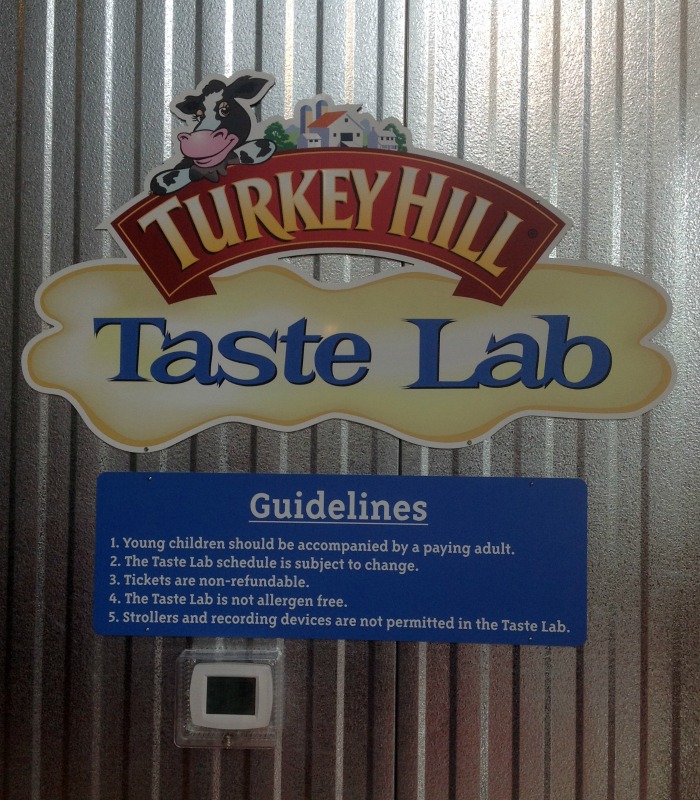 TURKEY HILL
Taste Lab
Guidelines
1. Young children should be accompanied by a paying adult.
2. The Taste Lab schedule is subject to change.
3. Tickets are non-refundable.
4. The Taste Lab is not allergen free.
5. Strollers and recording devices are not permitted in the Taste Lab.